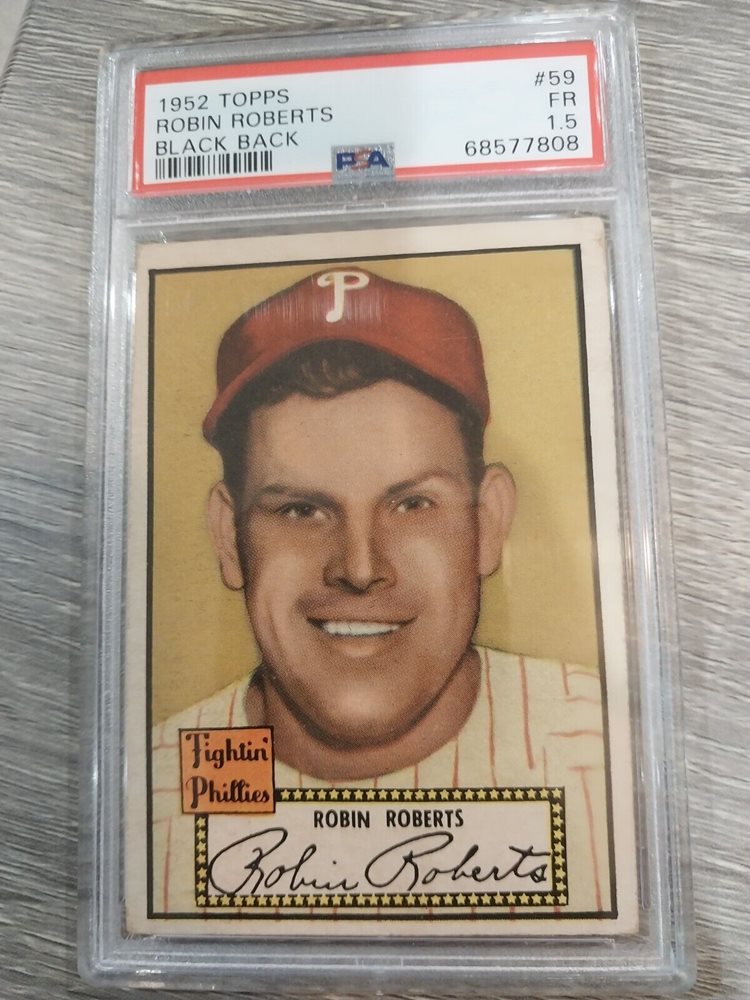 1952 TOPPS #59
ROBIN ROBERTS FR
BLACK BACK 1.5
PSA 68577808
P
Fightin'
Phillies
ROBIN ROBERTS
Robin Roberts